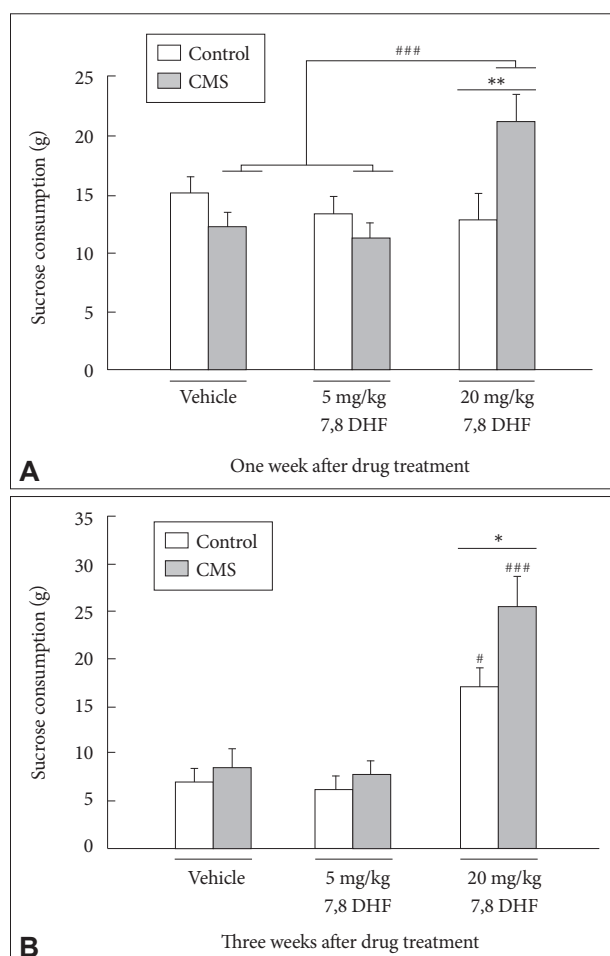 Control
CMS
###
**
Sucrose consumption (g)
25
20
15
10
5
0
Vehicle
5 mg/kg
7,8 DHF
20 mg/kg
7,8 DHF
A
One week after drug treatment
Control
CMS
*
###
#
Sucrose consumption (g)
35
30
25
20
15
10
5
0
Vehicle
5 mg/kg
7,8 DHF
20 mg/kg
7,8 DHF
B
Three weeks after drug treatment